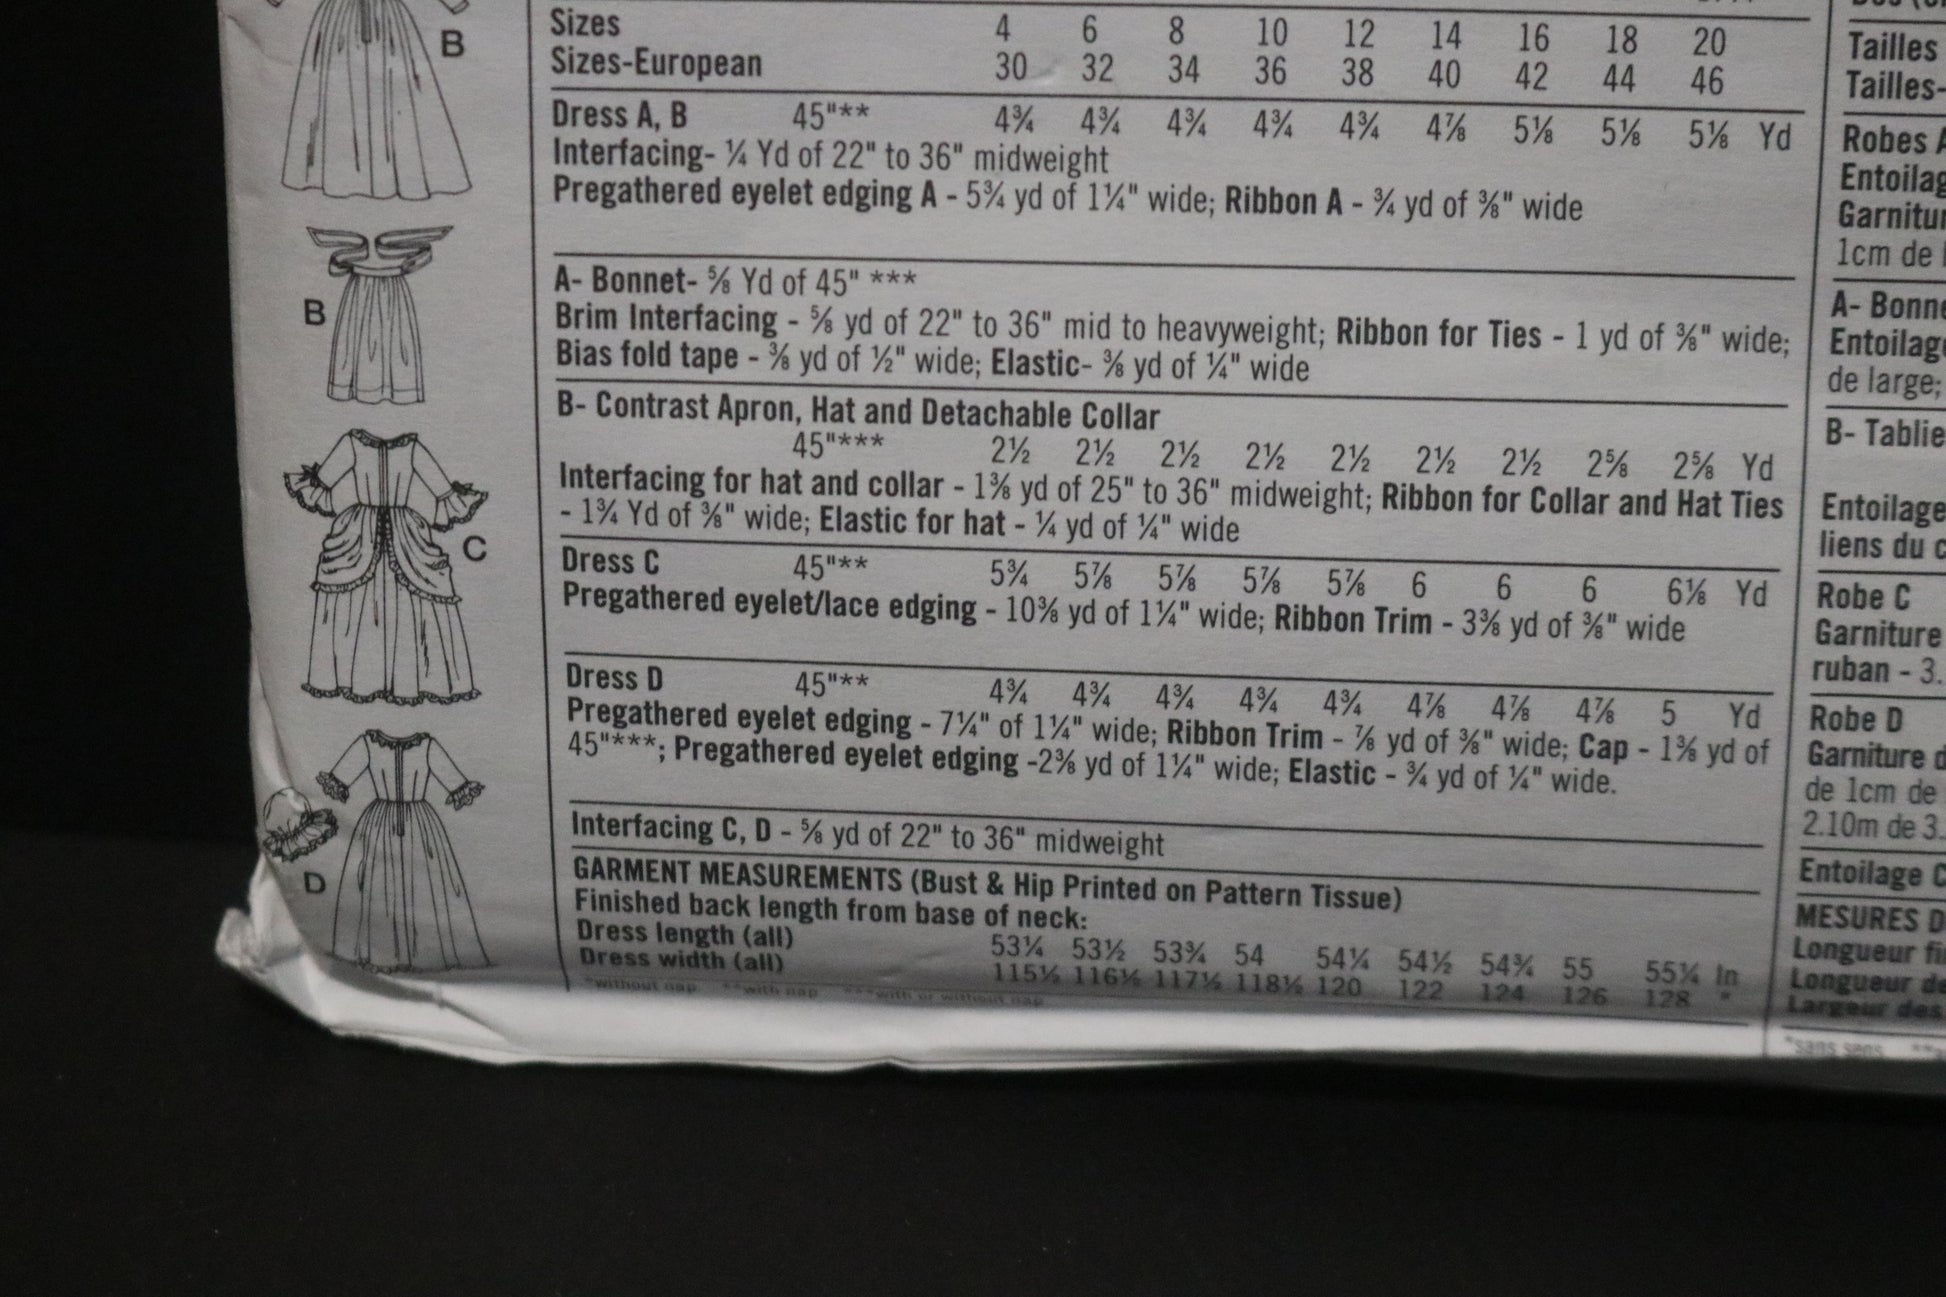 B
B
C
D
Sizes 4 6 8 10 12 14 16 18 20
Sizes-European 30 32 34 36 38 40 42 44 46
Dress A, B 45"** 4¾ 4¾ 4¾ 4¾ 4¾ 4⅞ 5⅛ 5⅛ 5⅛ Yd
Interfacing- ¼ Yd of 22" to 36" midweight
Pregathered eyelet edging A - 5¾ yd of 1¼" wide; Ribbon A - ¾ yd of ⅜" wide
A- Bonnet- ⅝ Yd of 45" ***
Brim Interfacing - ⅝ yd of 22" to 36" mid to heavyweight; Ribbon for Ties - 1 yd of ⅜" wide;
Bias fold tape - ⅜ yd of ½" wide; Elastic- ⅜ yd of ¼" wide
B- Contrast Apron, Hat and Detachable Collar
45"*** 2½ 2½ 2½ 2½ 2½ 2½ 2½ 2⅝ 2⅝ Yd
Interfacing for hat and collar - 1⅜ yd of 25" to 36" midweight; Ribbon for Collar and Hat Ties
- 1¾ Yd of ⅜" wide; Elastic for hat - ¼ yd of ¼" wide
Dress C 45"** 5¾ 5⅞ 5⅞ 5⅞ 5⅞ 6 6 6 6⅛ Yd
Pregathered eyelet/lace edging - 10⅜ yd of 1¼" wide; Ribbon Trim - 3⅜ yd of ⅜" wide
Dress D 45"** 4¾ 4¾ 4¾ 4¾ 4¾ 4⅞ 4⅞ 4⅞ 5 Yd
Pregathered eyelet edging - 7¼" of 1¼" wide; Ribbon Trim - ⅞ yd of ⅜" wide; Cap - 1⅜ yd of
45"***; Pregathered eyelet edging -2⅜ yd of 1¼" wide; Elastic - ¾ yd of ¼" wide.
Interfacing C, D - ⅝ yd of 22" to 36" midweight
GARMENT MEASUREMENTS (Bust & Hip Printed on Pattern Tissue)
Finished back length from base of neck:
Dress length (all) 53¼ 53½ 53¾ 54 54¼ 54½ 54¾ 55 55¼ In
Dress width (all) 115½ 116½ 117½ 118½ 120 122 124 126 128 "
*without nap **with nap ***with or without nap
Tailles
Tailles-
Robes A
Entoilag
Garnitur
1cm de l
A- Bonne
Entoilage
de large;
B- Tablie
Entoilage
liens du c
Robe C
Garniture
ruban - 3.
Robe D
Garniture d
de 1cm de
2.10m de 3.
Entoilage C
MESURES D
Longueur fi
Longueur de
Largeur des
*sans sens